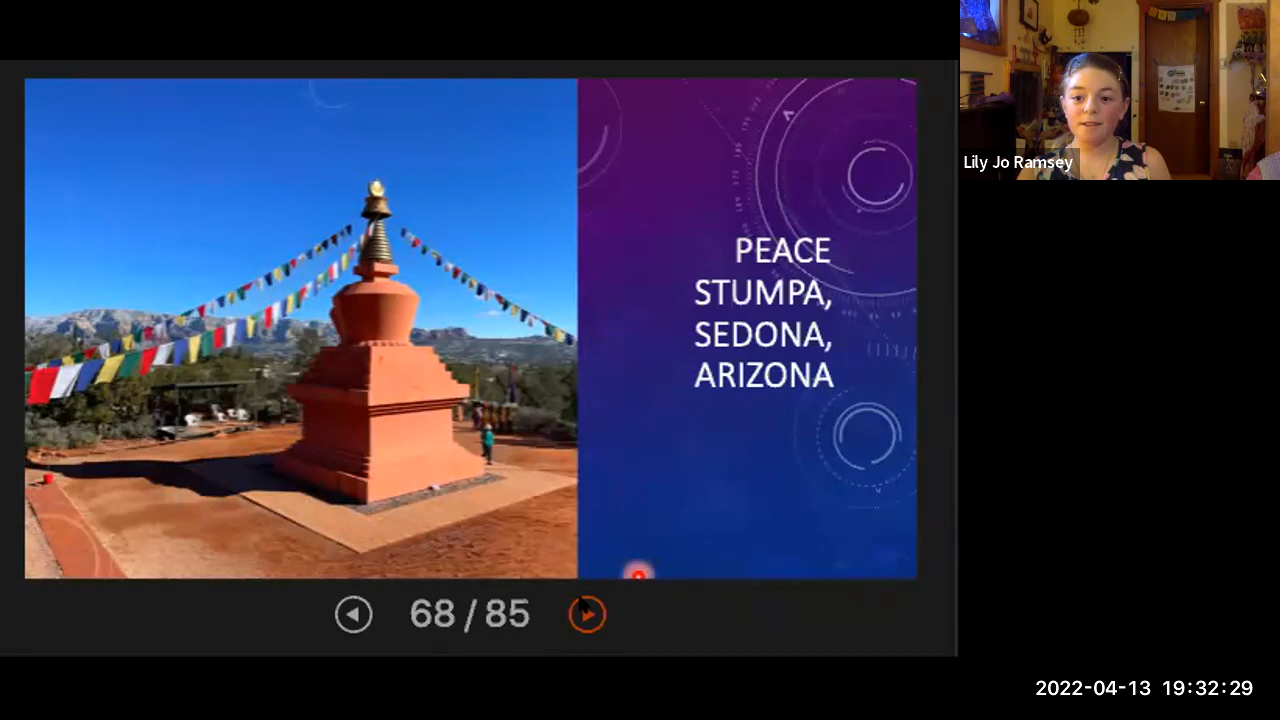 PEACE
STUMPA,
SEDONA,
ARIZONA
Lily Jo Ramsey
68 / 85
2022-04-13 19:32:29